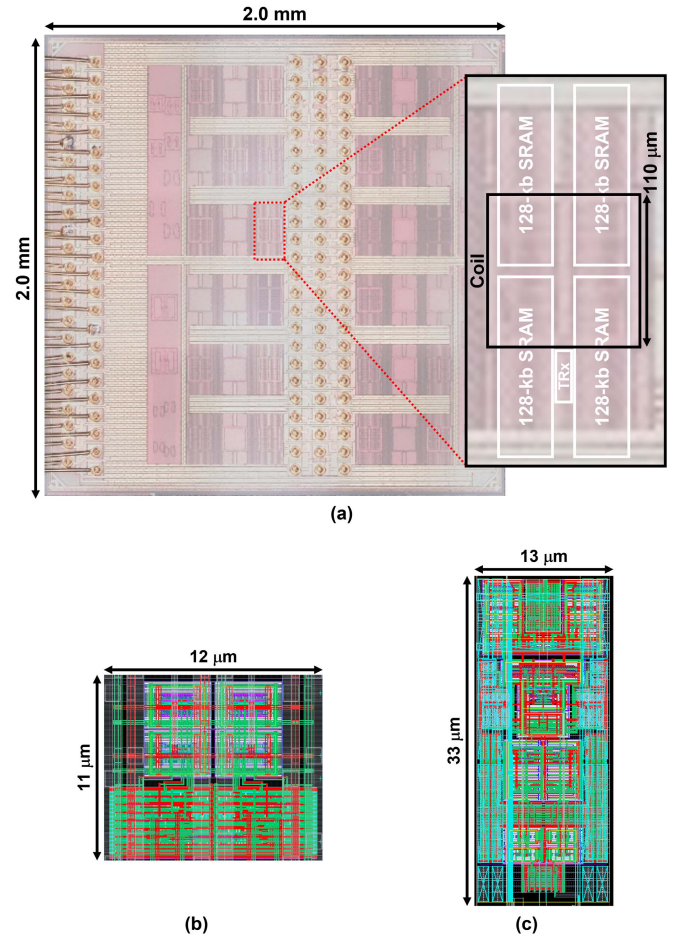 2.0 mm
2.0 mm
128-kb SRAM
128-kb SRAM
110 μm
Coil
128-kb SRAM
TRx
128-kb SRAM
(a)
12 μm
11 μm
13 μm
33 μm
(b)
(c)